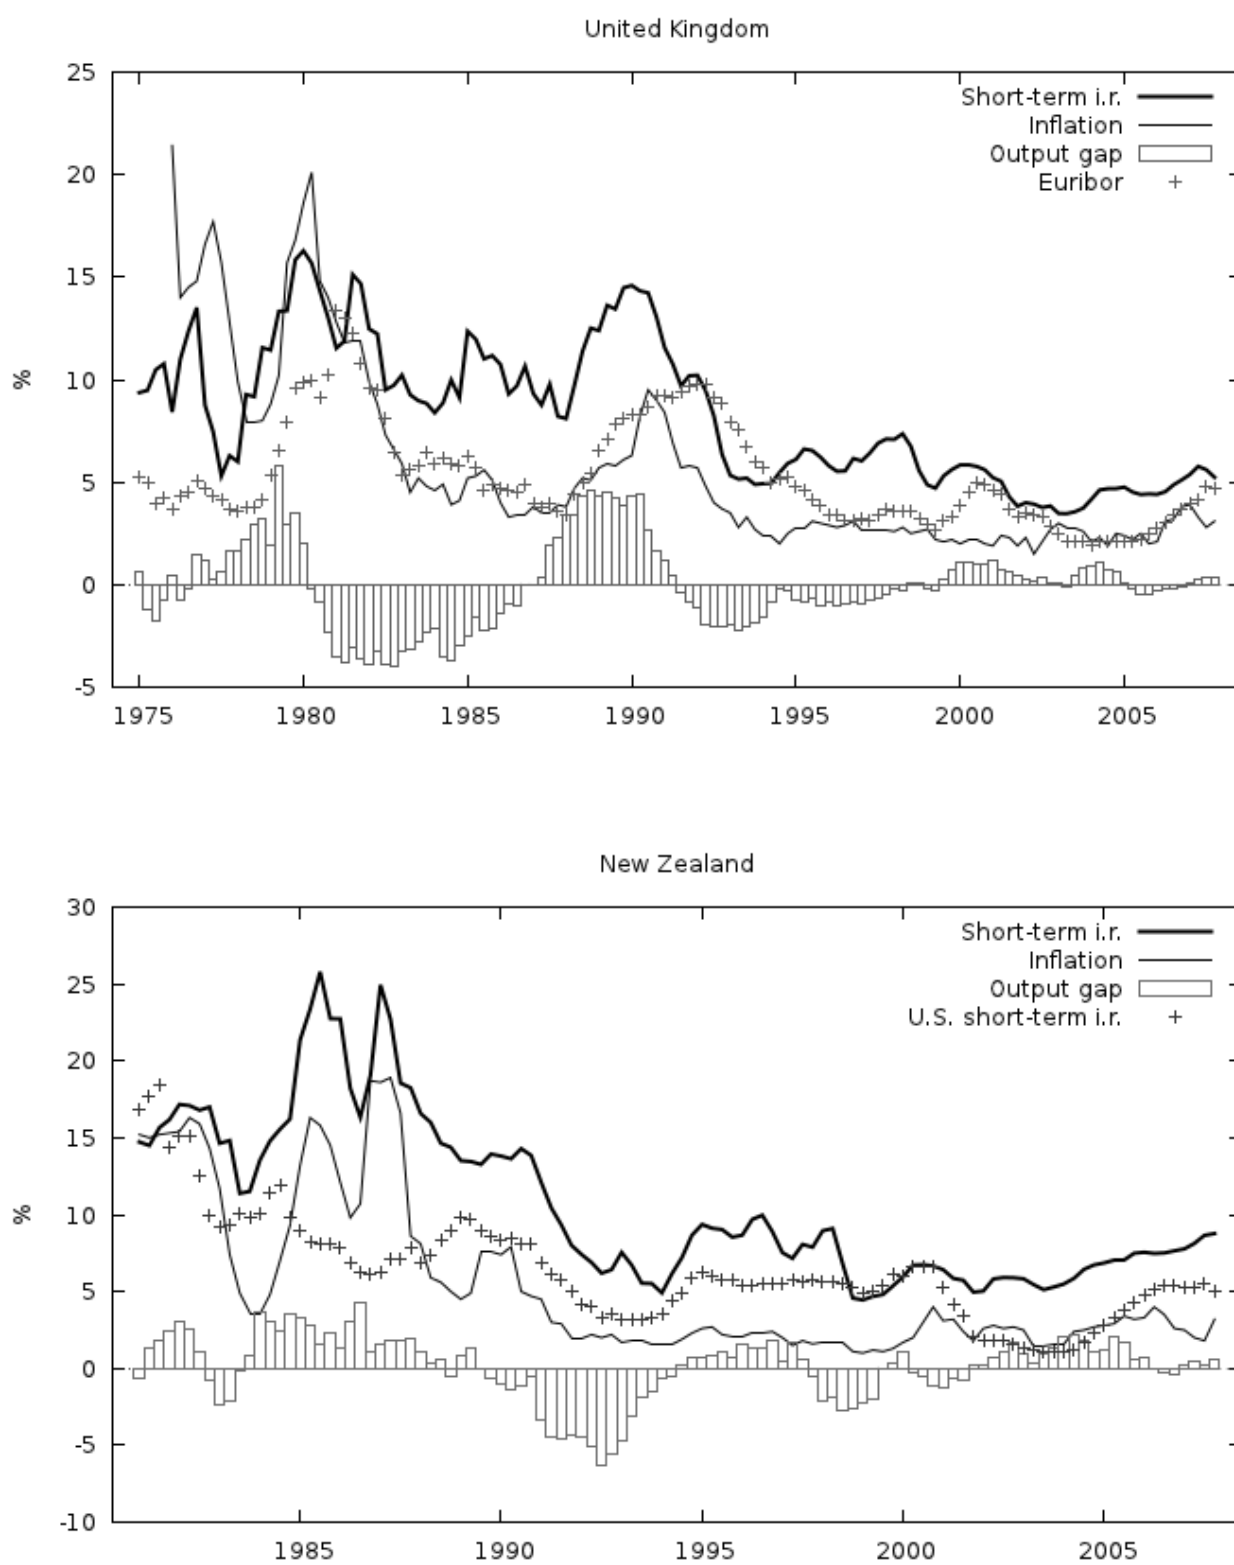 United Kingdom
25
Short-term i.r.
Inflation
Output gap
20
Euribor
15
%
10
5
0
-5
1975 1980 1985 1990 1995 2000 2005
New Zealand
30
Short-term i.r.
Inflation
25
Output gap
U.S. short-term i.r.
20
15
%
10
5
0
-5
-10
1985 1990 1995 2000 2005